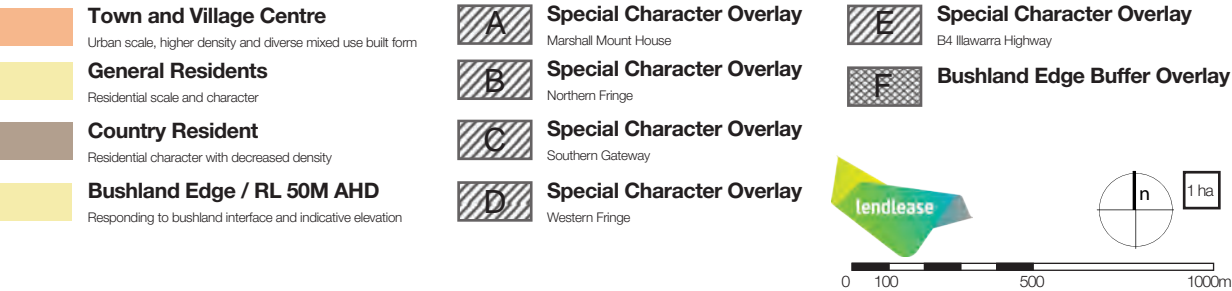 Town and Village Centre
Urban scale, higher density and diverse mixed use built form
General Residents
Residential scale and character
Country Resident
Residential character with decreased density
Bushland Edge / RL 50M AHD
Responding to bushland interface and indicative elevation
A
Special Character Overlay
Marshall Mount House
B
Special Character Overlay
Northern Fringe
C
Special Character Overlay
Southern Gateway
D
Special Character Overlay
Western Fringe
E
Special Character Overlay
B4 Illawarra Highway
F
Bushland Edge Buffer Overlay
lendlease
n
1 ha
0 100 500 1000m